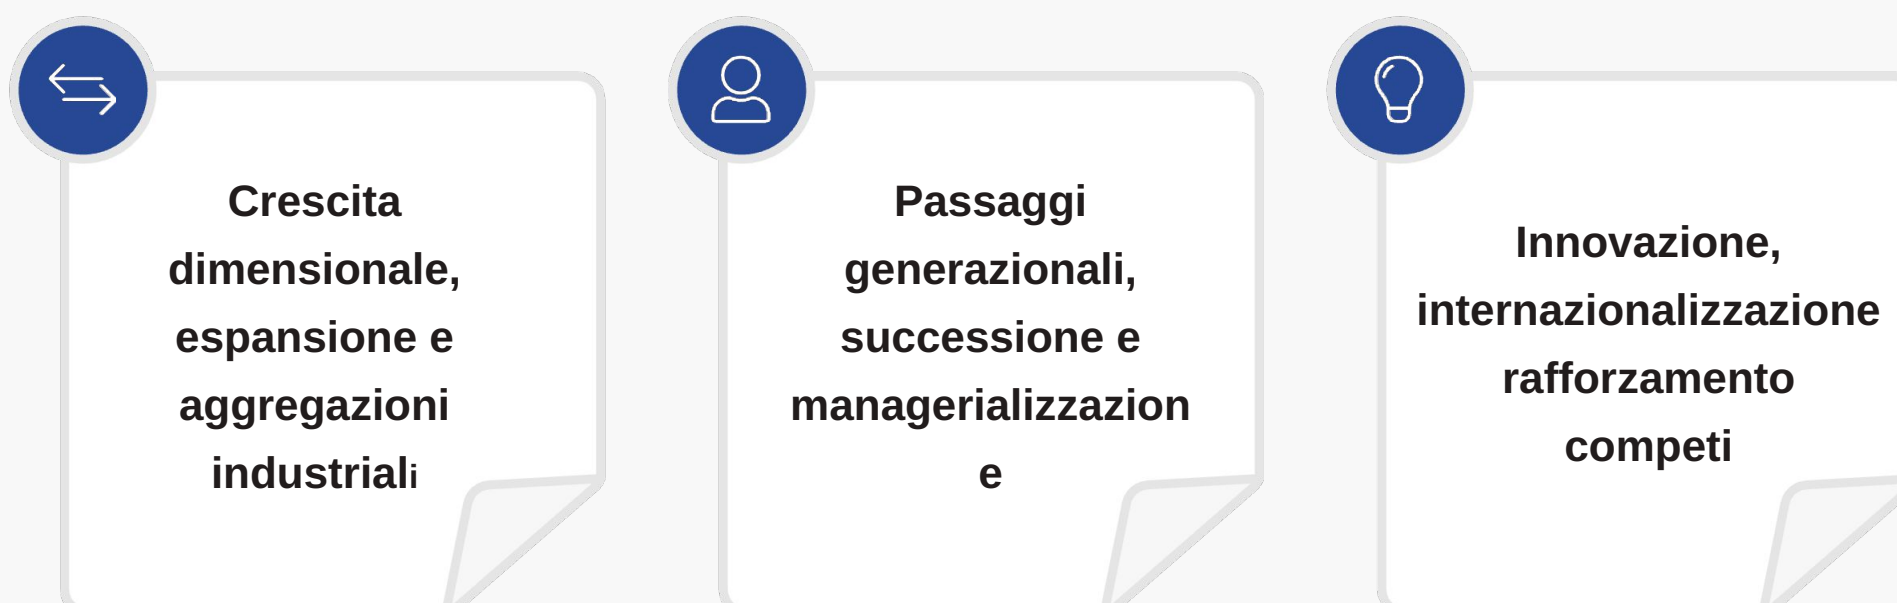 Crescita
dimensionale,
espansione e
aggregazioni
industriali
Passaggi
generazionali,
successione e
managerializzazion
e
Innovazione,
internazionalizzazione
rafforzamento
competi